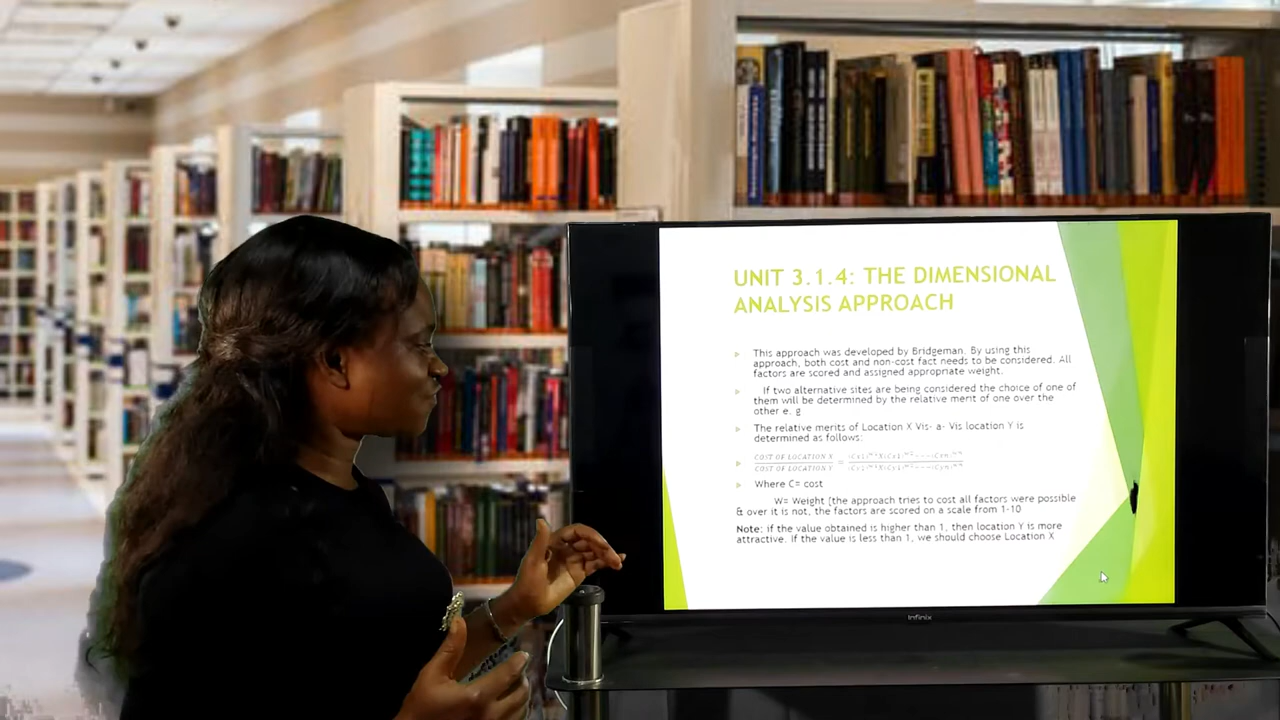 UNIT 3.1.4: THE DIMENSIONAL
ANALYSIS APPROACH
This approach was developed by Bridgeman. By using this
approach, both cost and non-cost fact needs to be considered. All
factors are scored and assigned appropriate weight.
If two alternative sites are being considered the choice of one of
them will be determined by the relative merit of one over the
other e. g
The relative merits of Location X Vis- a- Vis location Y is
determined as follows:
COST OF LOCATION X
COST OF LOCATION Y
=
Where C= cost
W= Weight (the approach tries to cost all factors were possible
& over it is not, the factors are scored on a scale from 1-10
Note: if the value obtained is higher than 1, then location Y is more
attractive. If the value is less than 1, we should choose Location X
Infinix